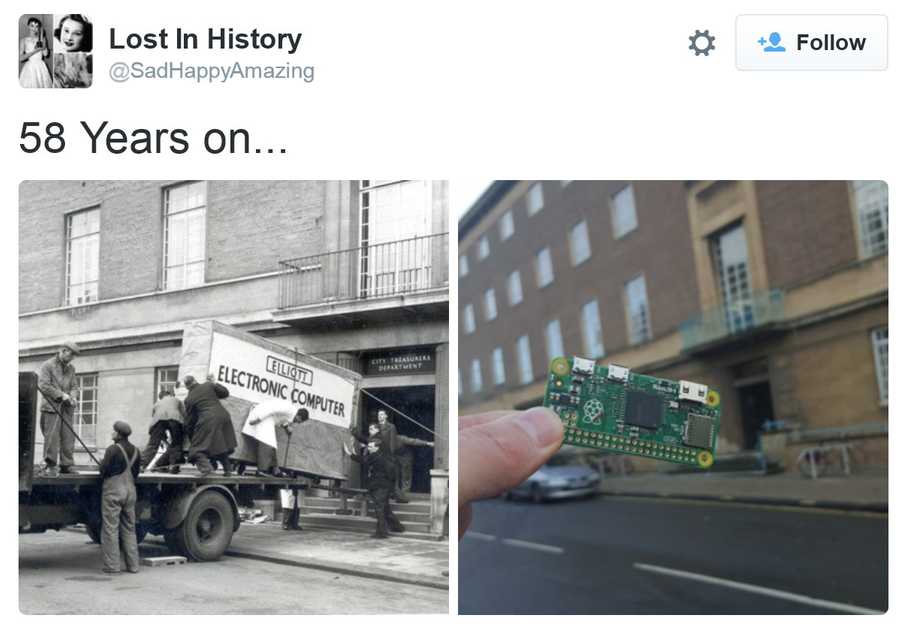 Lost In History
@SadHappyAmazing
Follow
58 Years on...
ELLIOTT
ELECTRONIC COMPUTER
CITY TREASURERS
DEPARTMENT